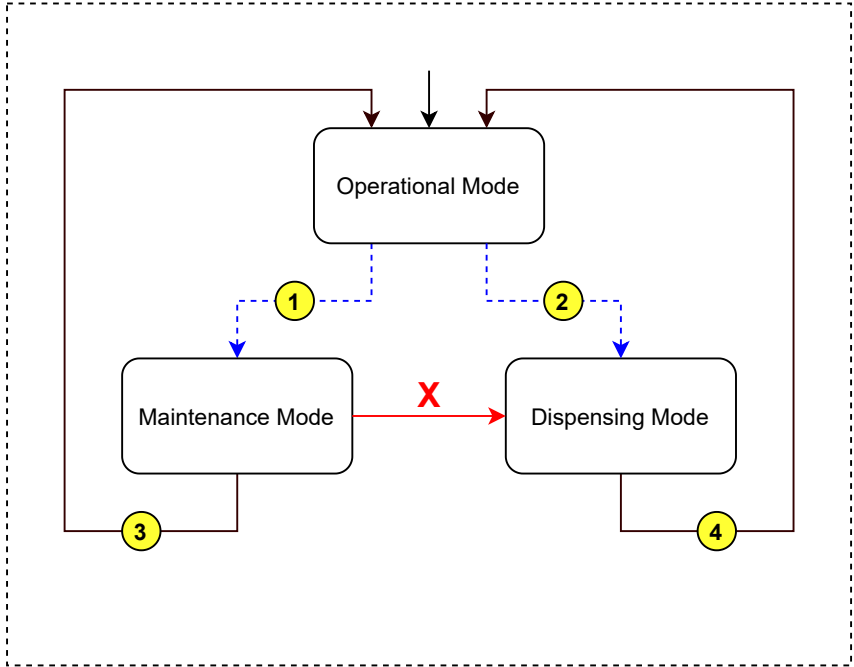 Operational Mode
1
2
Maintenance Mode
X
Dispensing Mode
3
4